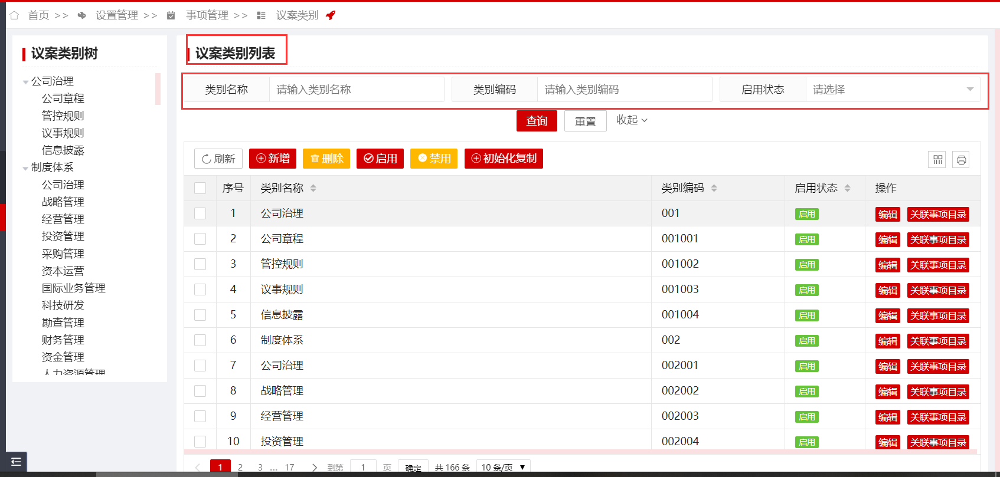 首页 >> 设置管理 >> 事项管理 >> 议案类别
议案类别树
公司治理
公司章程
管控规则
议事规则
信息披露
制度体系
公司治理
战略管理
经营管理
投资管理
采购管理
资本运营
国际业务管理
科技研发
勘查管理
财务管理
资金管理
人力资源管理
议案类别列表
类别名称 请输入类别名称 类别编码 请输入类别编码 启用状态 请选择
查询 重置 收起
刷新 新增 删除 启用 禁用 初始化复制
序号 类别名称 类别编码 启用状态 操作
1 公司治理 001 启用 编辑 关联事项目录
2 公司章程 001001 启用 编辑 关联事项目录
3 管控规则 001002 启用 编辑 关联事项目录
4 议事规则 001003 启用 编辑 关联事项目录
5 信息披露 001004 启用 编辑 关联事项目录
6 制度体系 002 启用 编辑 关联事项目录
7 公司治理 002001 启用 编辑 关联事项目录
8 战略管理 002002 启用 编辑 关联事项目录
9 经营管理 002003 启用 编辑 关联事项目录
10 投资管理 002004 启用 编辑 关联事项目录
1 2 3 ... 17 到第 1 页 确定 共 166 条 10 条/页